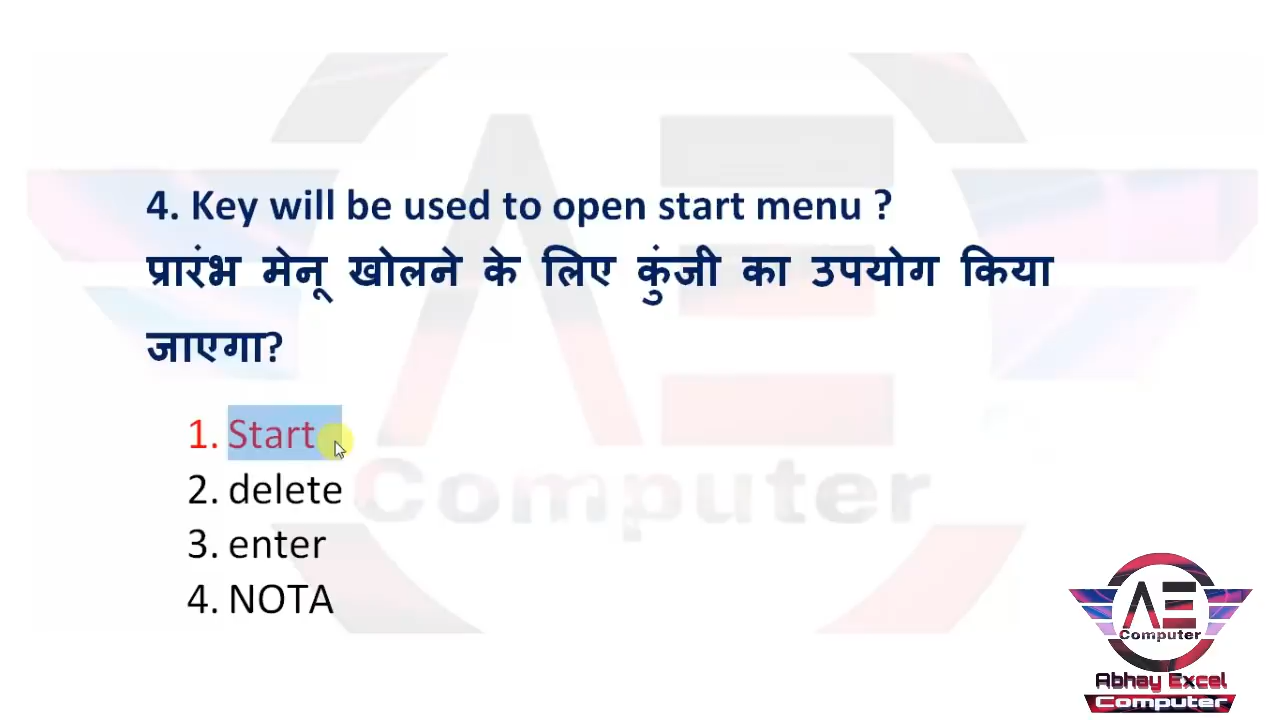 4. Key will be used to open start menu ?
प्रारंभ मेनू खोलने के लिए कुंजी का उपयोग किया
जाएगा?
1. Start
2. delete
3. enter
4. NOTA
Computer
AE
Computer
Abhay Excel
Computer